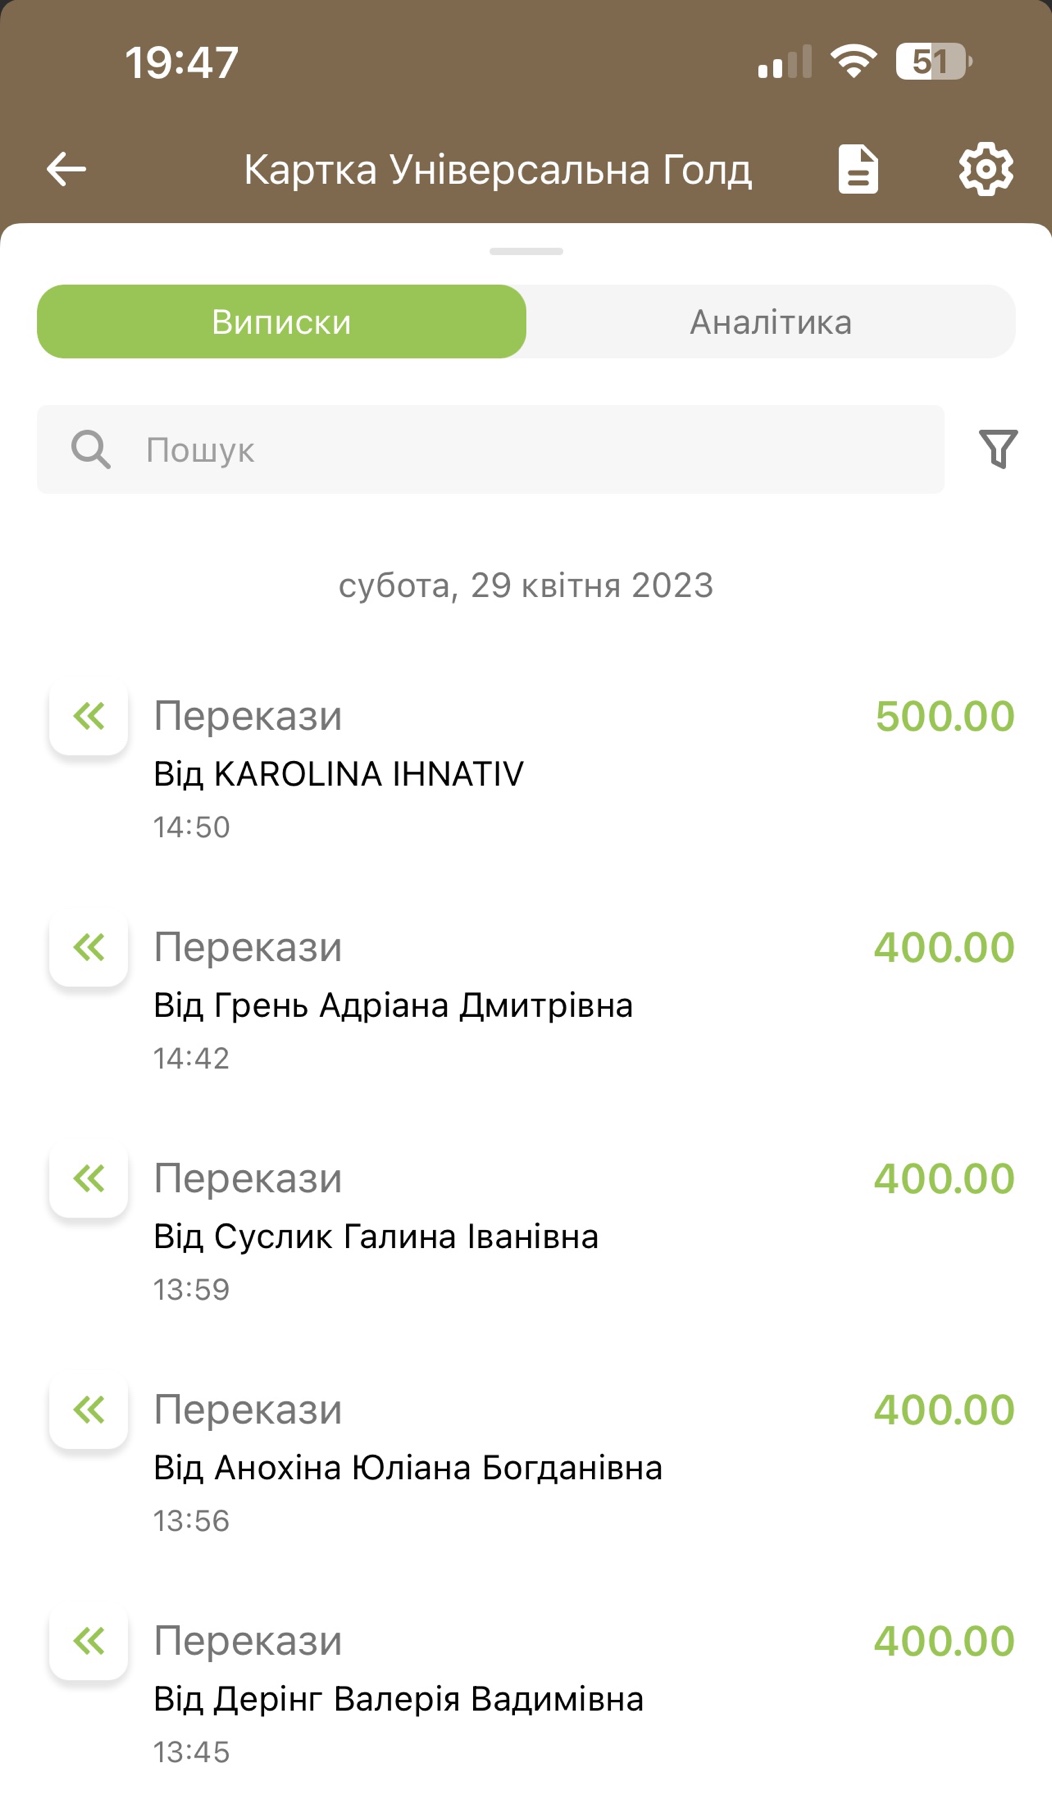 19:47
51
Картка Універсальна Голд
Виписки
Аналітика
Пошук
субота, 29 квітня 2023
Перекази
500.00
Від KAROLINA IHNATIV
14:50
Перекази
400.00
Від Грень Адріана Дмитрівна
14:42
Перекази
400.00
Від Суслик Галина Іванівна
13:59
Перекази
400.00
Від Анохіна Юліана Богданівна
13:56
Перекази
400.00
Від Дерінг Валерія Вадимівна
13:45